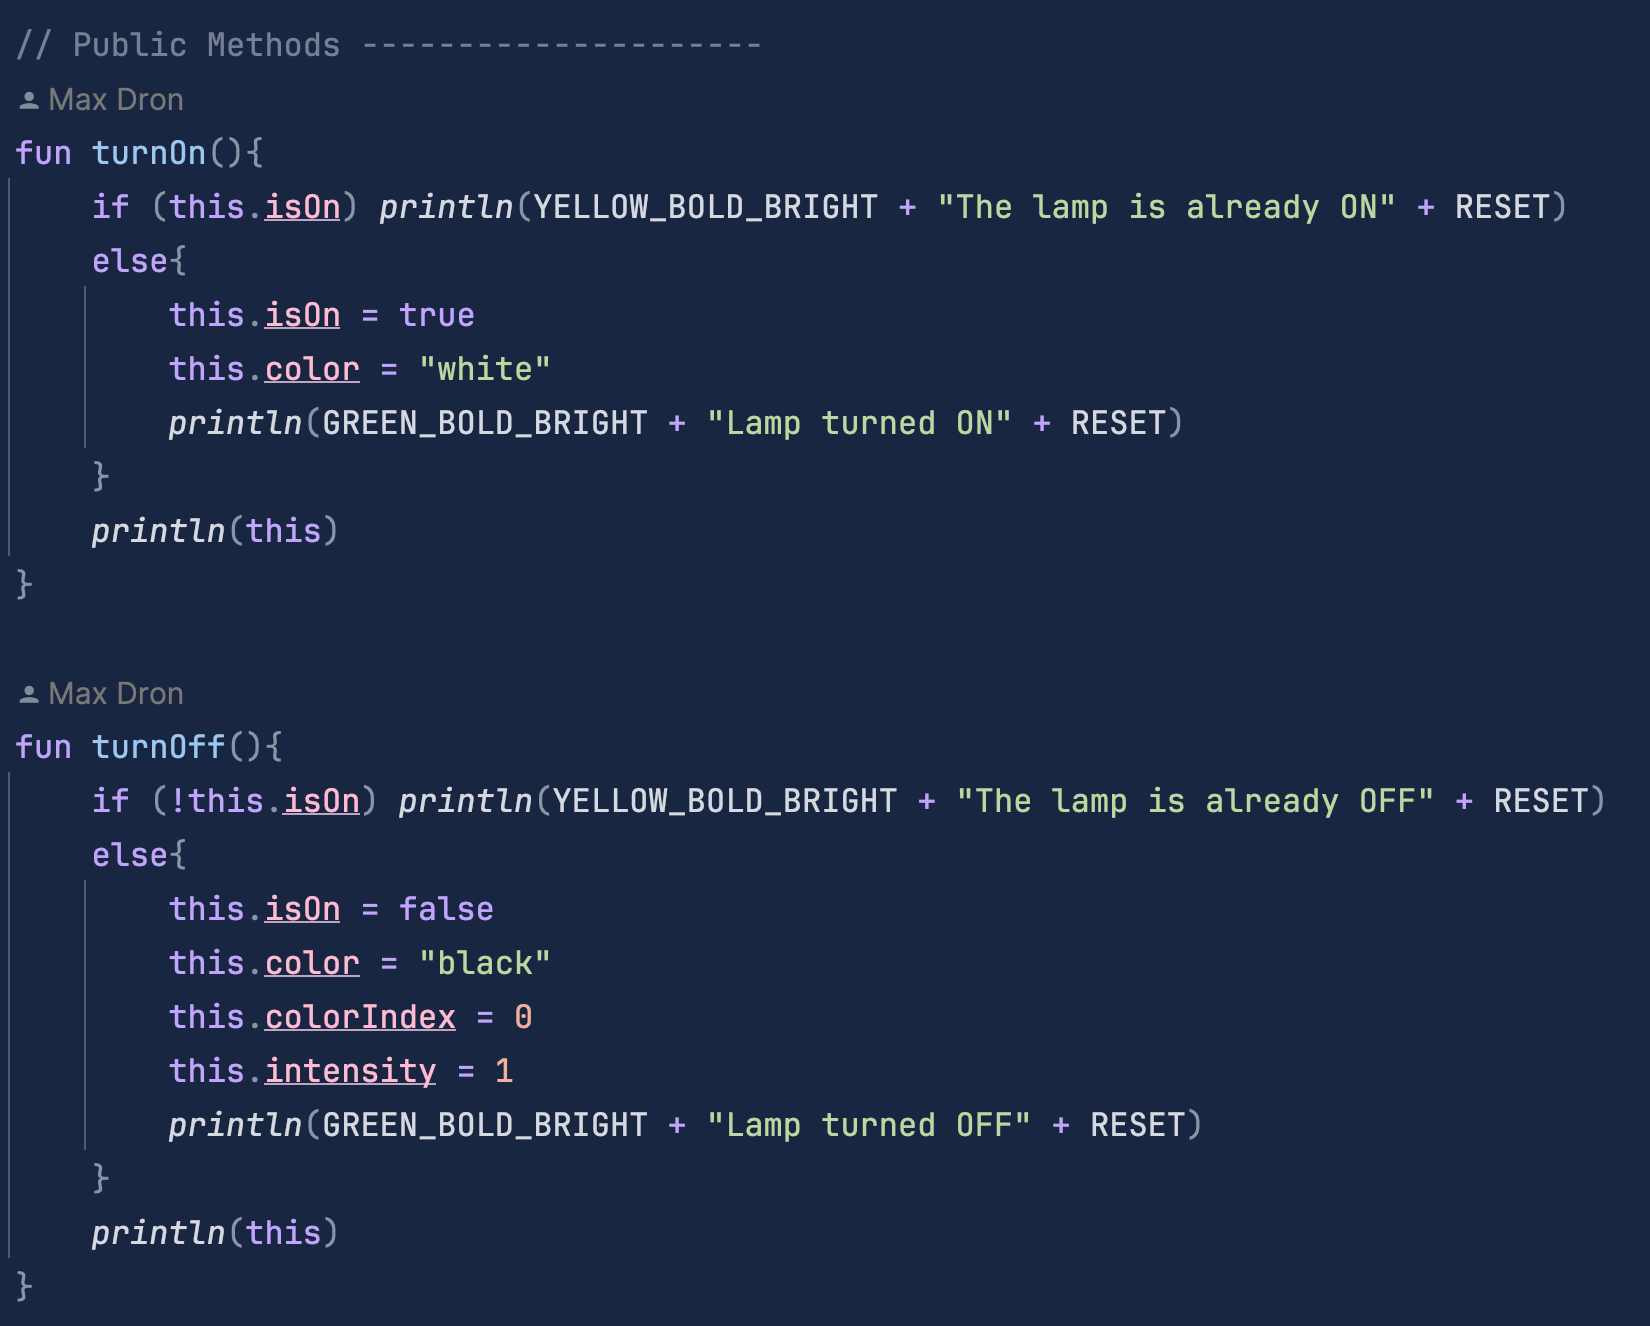 // Public Methods ---------------------
Max Dron
fun turnOn(){
    if (this.isOn) println(YELLOW_BOLD_BRIGHT + "The lamp is already ON" + RESET)
    else{
        this.isOn = true
        this.color = "white"
        println(GREEN_BOLD_BRIGHT + "Lamp turned ON" + RESET)
    }
    println(this)
}
Max Dron
fun turnOff(){
    if (!this.isOn) println(YELLOW_BOLD_BRIGHT + "The lamp is already OFF" + RESET)
    else{
        this.isOn = false
        this.color = "black"
        this.colorIndex = 0
        this.intensity = 1
        println(GREEN_BOLD_BRIGHT + "Lamp turned OFF" + RESET)
    }
    println(this)
}